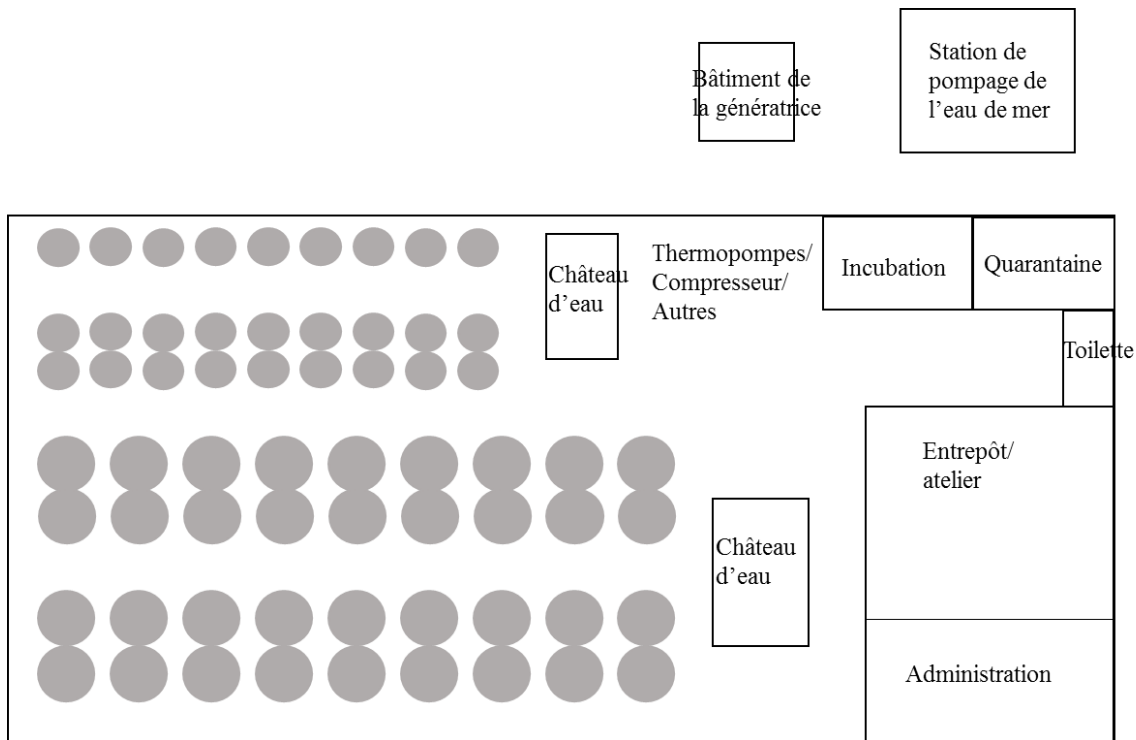 Bâtiment de
la génératrice
Station de
pompage de
l’eau de mer
Château
d’eau
Thermopompes/
Compresseur/
Autres
Incubation
Quarantaine
Toilette
Entrepôt/
atelier
Château
d’eau
Administration